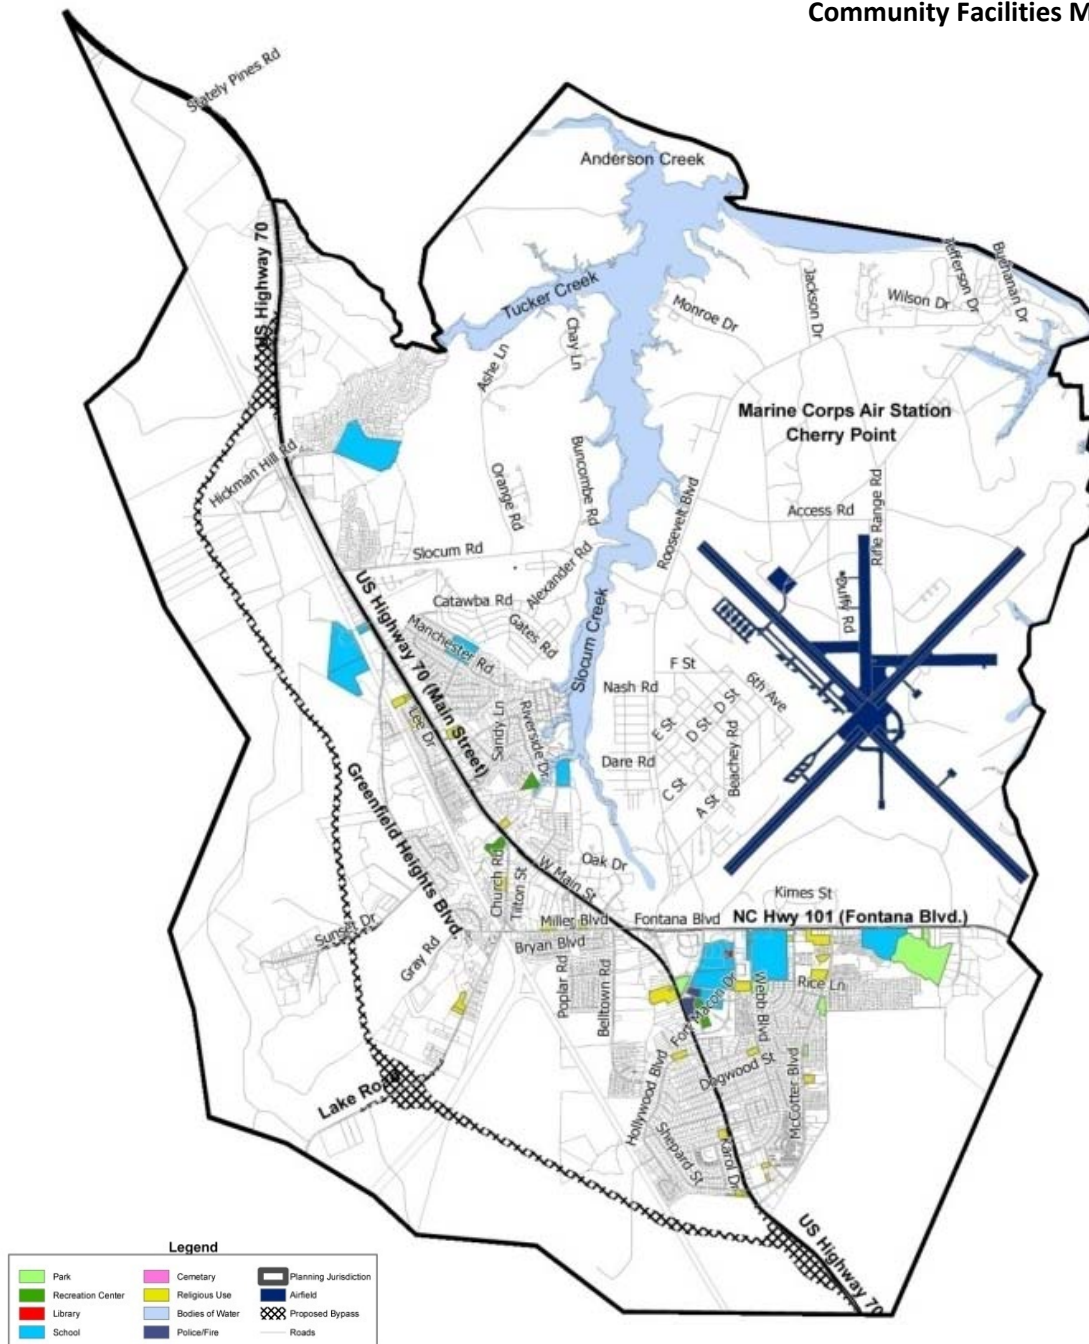 Community Facilities M
Stately Pines Rd
Anderson Creek
US Highway 70
Tucker Creek
Jefferson Dr
Buchanan Dr
Jackson Dr
Wilson Dr
Monroe Dr
Chay Ln
Ashe Ln
Marine Corps Air Station
Cherry Point
Hickman Hill Rd
Orange Rd
Buncombe Rd
Roosevelt Blvd
Access Rd
Rifle Range Rd
Slocum Rd
Alexander Rd
Duffy Rd
US Highway 70 (Main Street)
Catawba Rd
Gates Rd
Manchester Rd
Slocum Creek
F St
6th Ave
Nash Rd
Lee Dr
Sandy Ln
Riverside Dr
E St
D St
D St
Beachey Rd
Dare Rd
C St
A St
Greenfield Heights Blvd.
Church Rd
Tilton St
W Main St
Oak Dr
Kimes St
Miller Blvd
Fontana Blvd
NC Hwy 101 (Fontana Blvd.)
Sunset Dr
Gray Rd
Bryan Blvd
Poplar Rd
Belltown Rd
Fort Macon Dr
Webb Blvd
Rice Ln
Hollywood Blvd
Dogwood St
McCotter Blvd
Lake Road
Shepard St
Karol Dr
US Highway 70
Legend
Park
Cemetary
Planning Jurisdiction
Recreation Center
Religious Use
Airfield
Library
Bodies of Water
Proposed Bypass
School
Police/Fire
Roads